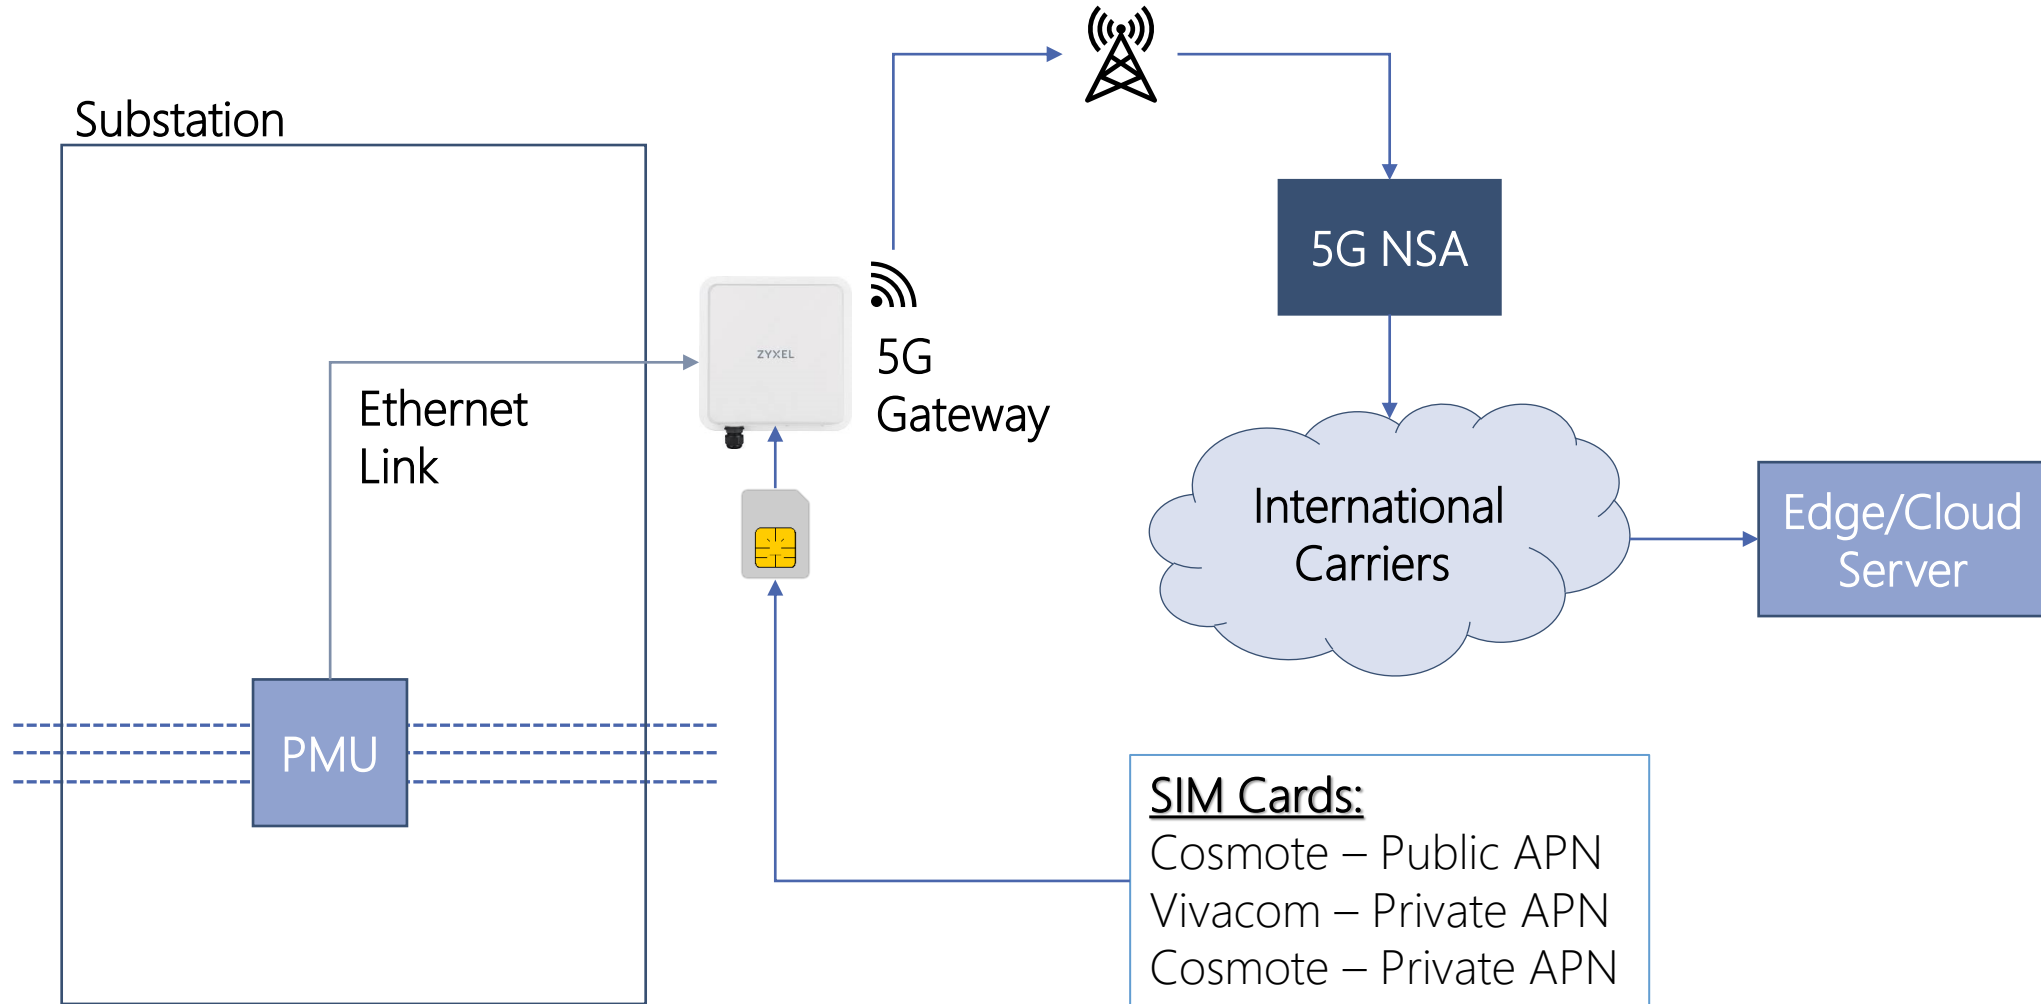 Substation
5G NSA
ZYXEL
5G
Gateway
Ethernet
Link
International
Carriers
Edge/Cloud
Server
PMU
SIM Cards:
Cosmote – Public APN
Vivacom – Private APN
Cosmote – Private APN